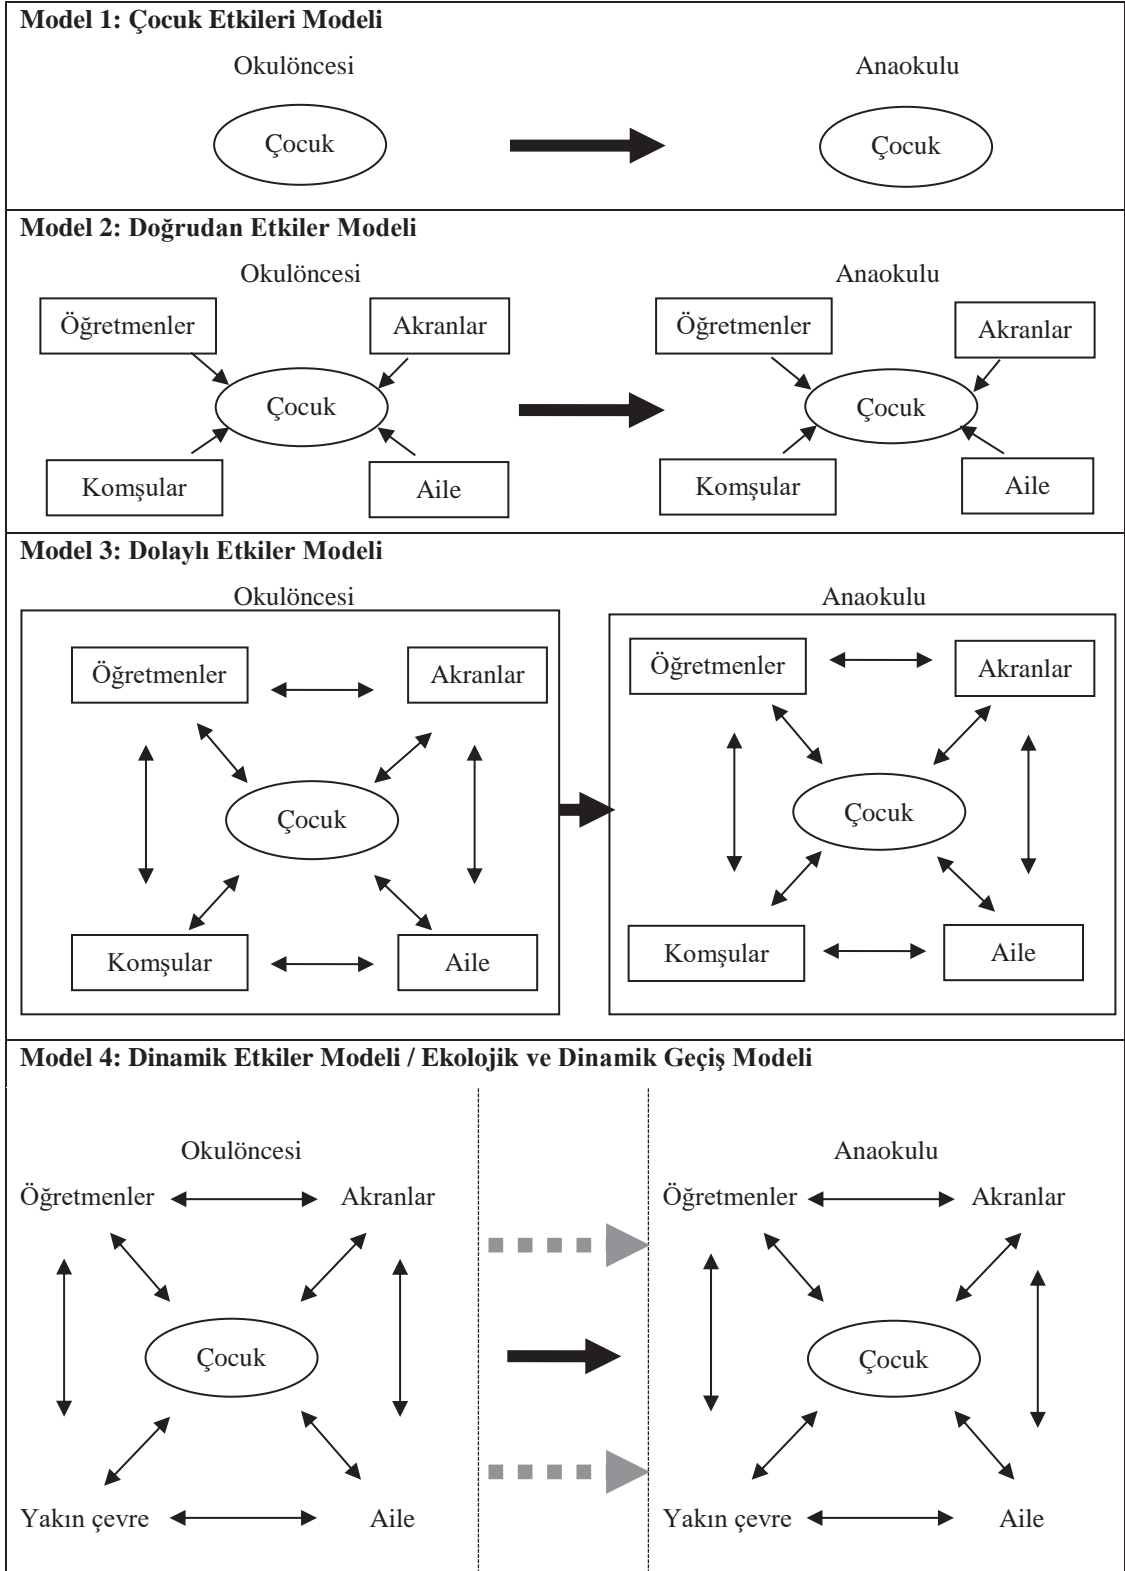 Model 1: Çocuk Etkileri Modeli
Okulöncesi Anaokulu
Çocuk Çocuk
Model 2: Doğrudan Etkiler Modeli
Okulöncesi Anaokulu
Öğretmenler Akranlar Öğretmenler Akranlar
Çocuk Çocuk
Komşular Aile Komşular Aile
Model 3: Dolaylı Etkiler Modeli
Okulöncesi Anaokulu
Öğretmenler Akranlar Öğretmenler Akranlar
Çocuk Çocuk
Komşular Aile Komşular Aile
Model 4: Dinamik Etkiler Modeli / Ekolojik ve Dinamik Geçiş Modeli
Okulöncesi Anaokulu
Öğretmenler Akranlar Öğretmenler Akranlar
Çocuk Çocuk
Yakın çevre Aile Yakın çevre Aile